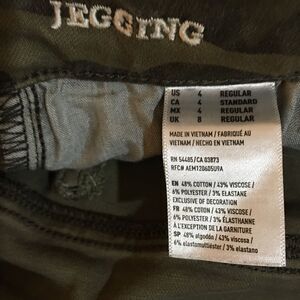 JEGGING
US 4 REGULAR
CA 4 STANDARD
MX 4 REGULAR
UK 8 REGULAR
MADE IN VIETNAM / FABRIQUÉ AU
VIETNAM / HECHO EN VIETNAM
RN 54485/CA 03873
RFC# AEM120605U9A
EN 48% COTTON / 43% VISCOSE /
6% POLYESTER / 3% ELASTANE
EXCLUSIVE OF DECORATION
FR 48% COTON / 43% VISCOSE /
6% POLYESTER / 3% ÉLASTHANNE
À L'EXCEPTION DE GARNITURE
SP 48% algodón / 43% viscosa /
6% elastomultiéster / 3% elastano